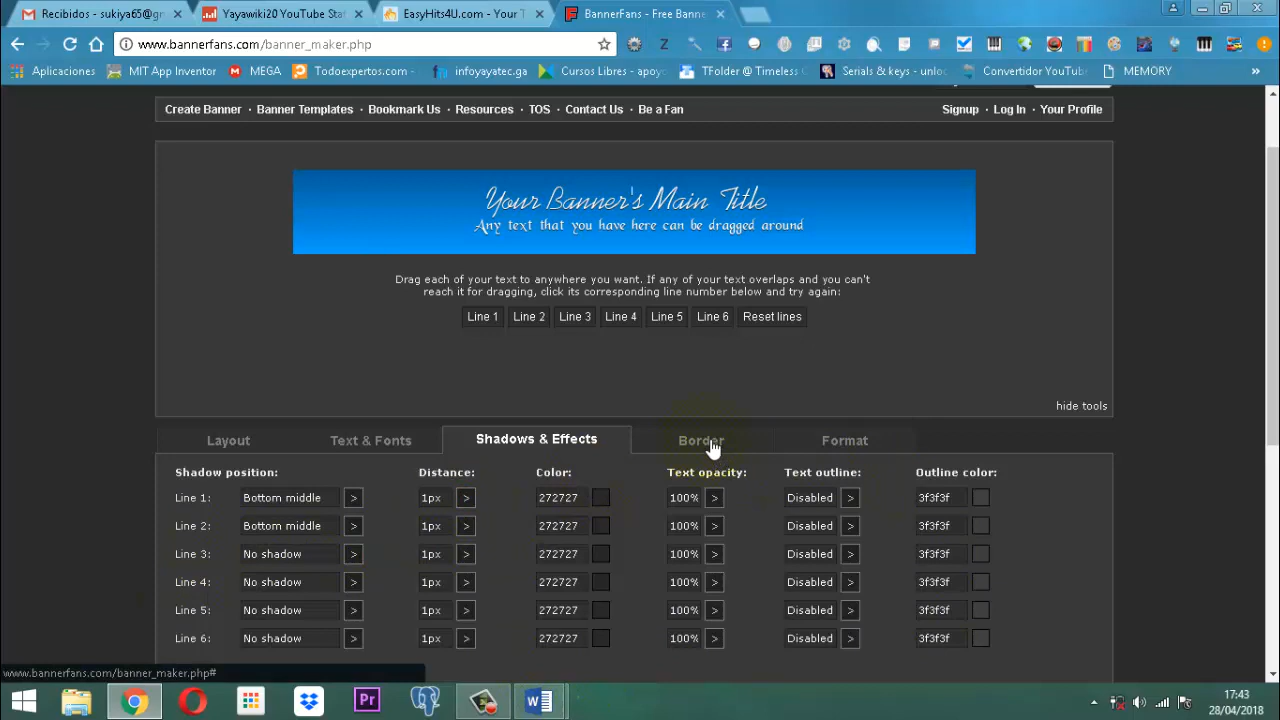 Recibidos - sukiya65@gm
Yayawiki20 YouTube Stat
EasyHits4U.com - Your T
BannerFans - Free Banne
www.bannerfans.com/banner_maker.php
Aplicaciones MIT App Inventor MEGA Todoexpertos.com - infoyayatec.ga Cursos Libres - apoy TFolder @ Timeless Serials & keys - unloc Convertidor YouTube MEMORY »
Create Banner · Banner Templates · Bookmark Us · Resources · TOS · Contact Us · Be a Fan Signup · Log In · Your Profile
Your Banner's Main Title
Any text that you have here can be dragged around
Drag each of your text to anywhere you want. If any of your text overlaps and you can't
reach it for dragging, click its corresponding line number below and try again:
Line 1 Line 2 Line 3 Line 4 Line 5 Line 6 Reset lines
hide tools
Layout Text & Fonts Shadows & Effects Border Format
Shadow position: Distance: Color: Text opacity: Text outline: Outline color:
Line 1: Bottom middle > 1px > 272727 100% > Disabled > 3f3f3f
Line 2: Bottom middle > 1px > 272727 100% > Disabled > 3f3f3f
Line 3: No shadow > 1px > 272727 100% > Disabled > 3f3f3f
Line 4: No shadow > 1px > 272727 100% > Disabled > 3f3f3f
Line 5: No shadow > 1px > 272727 100% > Disabled > 3f3f3f
Line 6: No shadow > 1px > 272727 100% > Disabled > 3f3f3f
www.bannerfans.com/banner_maker.php#
Pr
17:43
28/04/2018